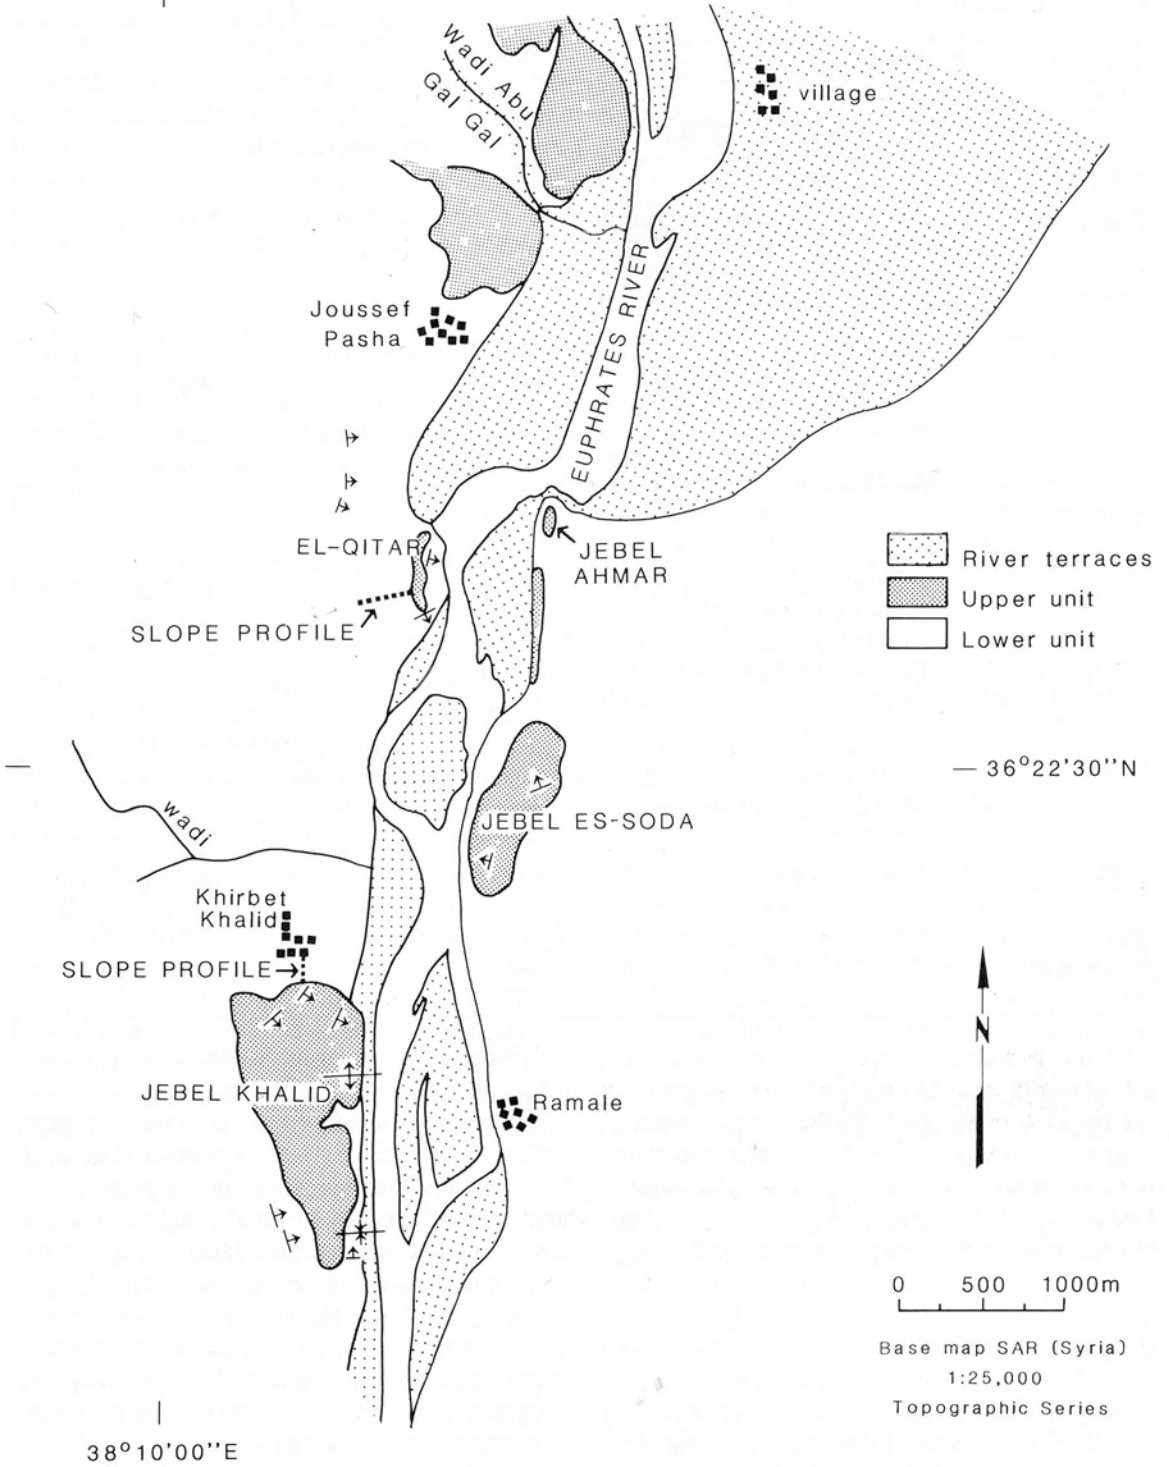 Wadi Abu
Gal Gal
village
Joussef
Pasha
EUPHRATES RIVER
EL-QITAR
JEBEL
AHMAR
SLOPE PROFILE
River terraces
Upper unit
Lower unit
36°22'30''N
wadi
JEBEL ES-SODA
Khirbet
Khalid
SLOPE PROFILE
N
JEBEL KHALID
Ramale
0 500 1000m
Base map SAR (Syria)
1:25,000
Topographic Series
38°10'00''E